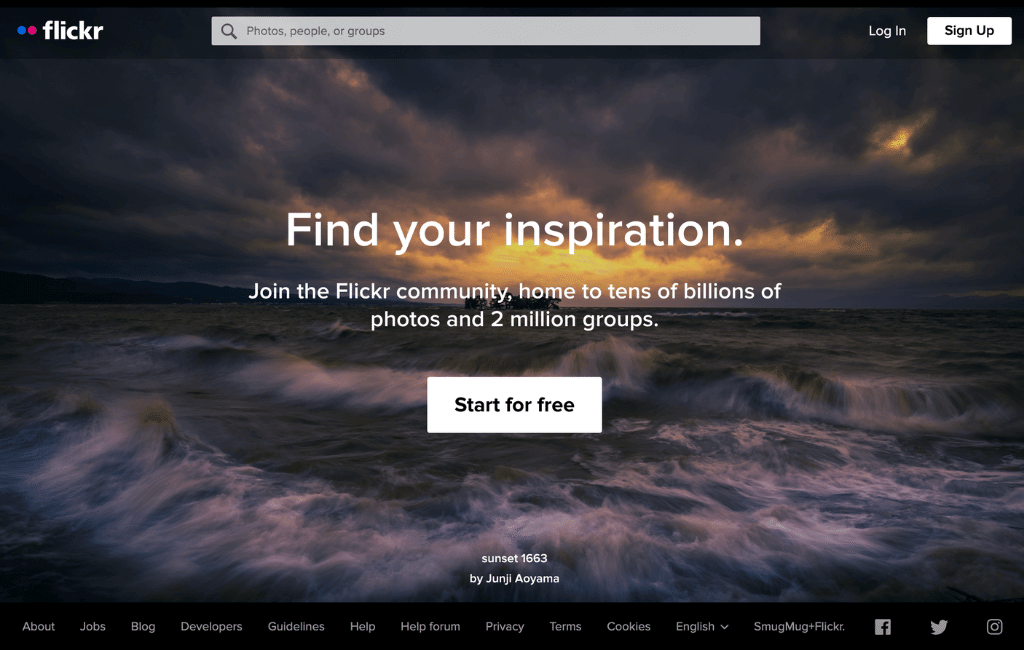 flickr
Photos, people, or groups
Log In
Sign Up
Find your inspiration.
Join the Flickr community, home to tens of billions of
photos and 2 million groups.
Start for free
sunset 1663
by Junji Aoyama
About Jobs Blog Developers Guidelines Help Help forum Privacy Terms Cookies English SmugMug+Flickr.